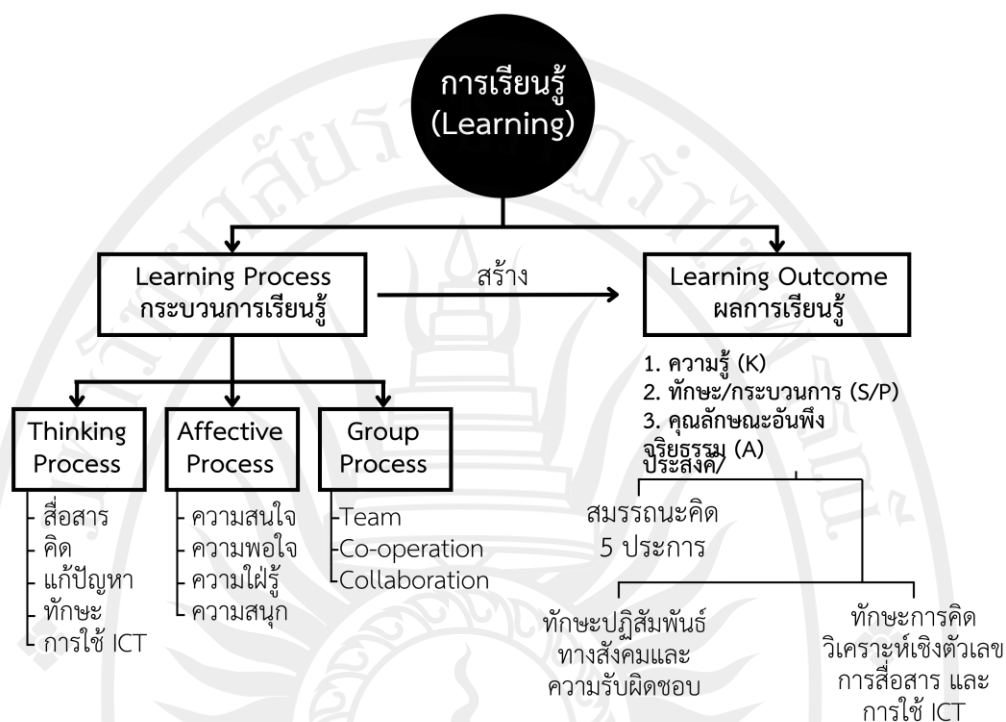 การเรียนรู้
(Learning)
Learning Process
กระบวนการเรียนรู้
สร้าง
Learning Outcome
ผลการเรียนรู้
1. ความรู้ (K)
2. ทักษะ/กระบวนการ (S/P)
3. คุณลักษณะอันพึง
จริยธรรม (A)
ประสงค์/
Thinking
Process
- สื่อสาร
- คิด
- แก้ปัญหา
- ทักษะ
- การใช้ ICT
Affective
Process
- ความสนใจ
- ความพอใจ
- ความใฝ่รู้
- ความสนุก
Group
Process
-Team
-Co-operation
-Collaboration
สมรรถนะคิด
5 ประการ
ทักษะปฏิสัมพันธ์
ทางสังคมและ
ความรับผิดชอบ
ทักษะการคิด
วิเคราะห์เชิงตัวเลข
การสื่อสาร และ
การใช้ ICT